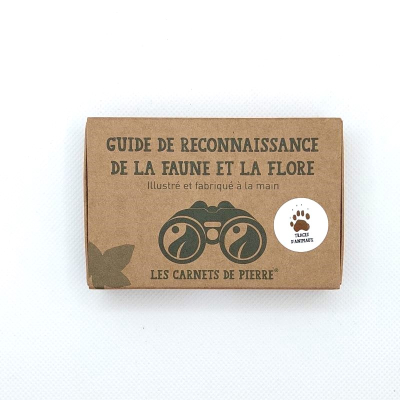 GUIDE DE RECONNAISSANCE
DE LA FAUNE ET LA FLORE
Illustré et fabriqué à la main
TRACES
D'ANIMAUX
LES CARNETS DE PIERRE®